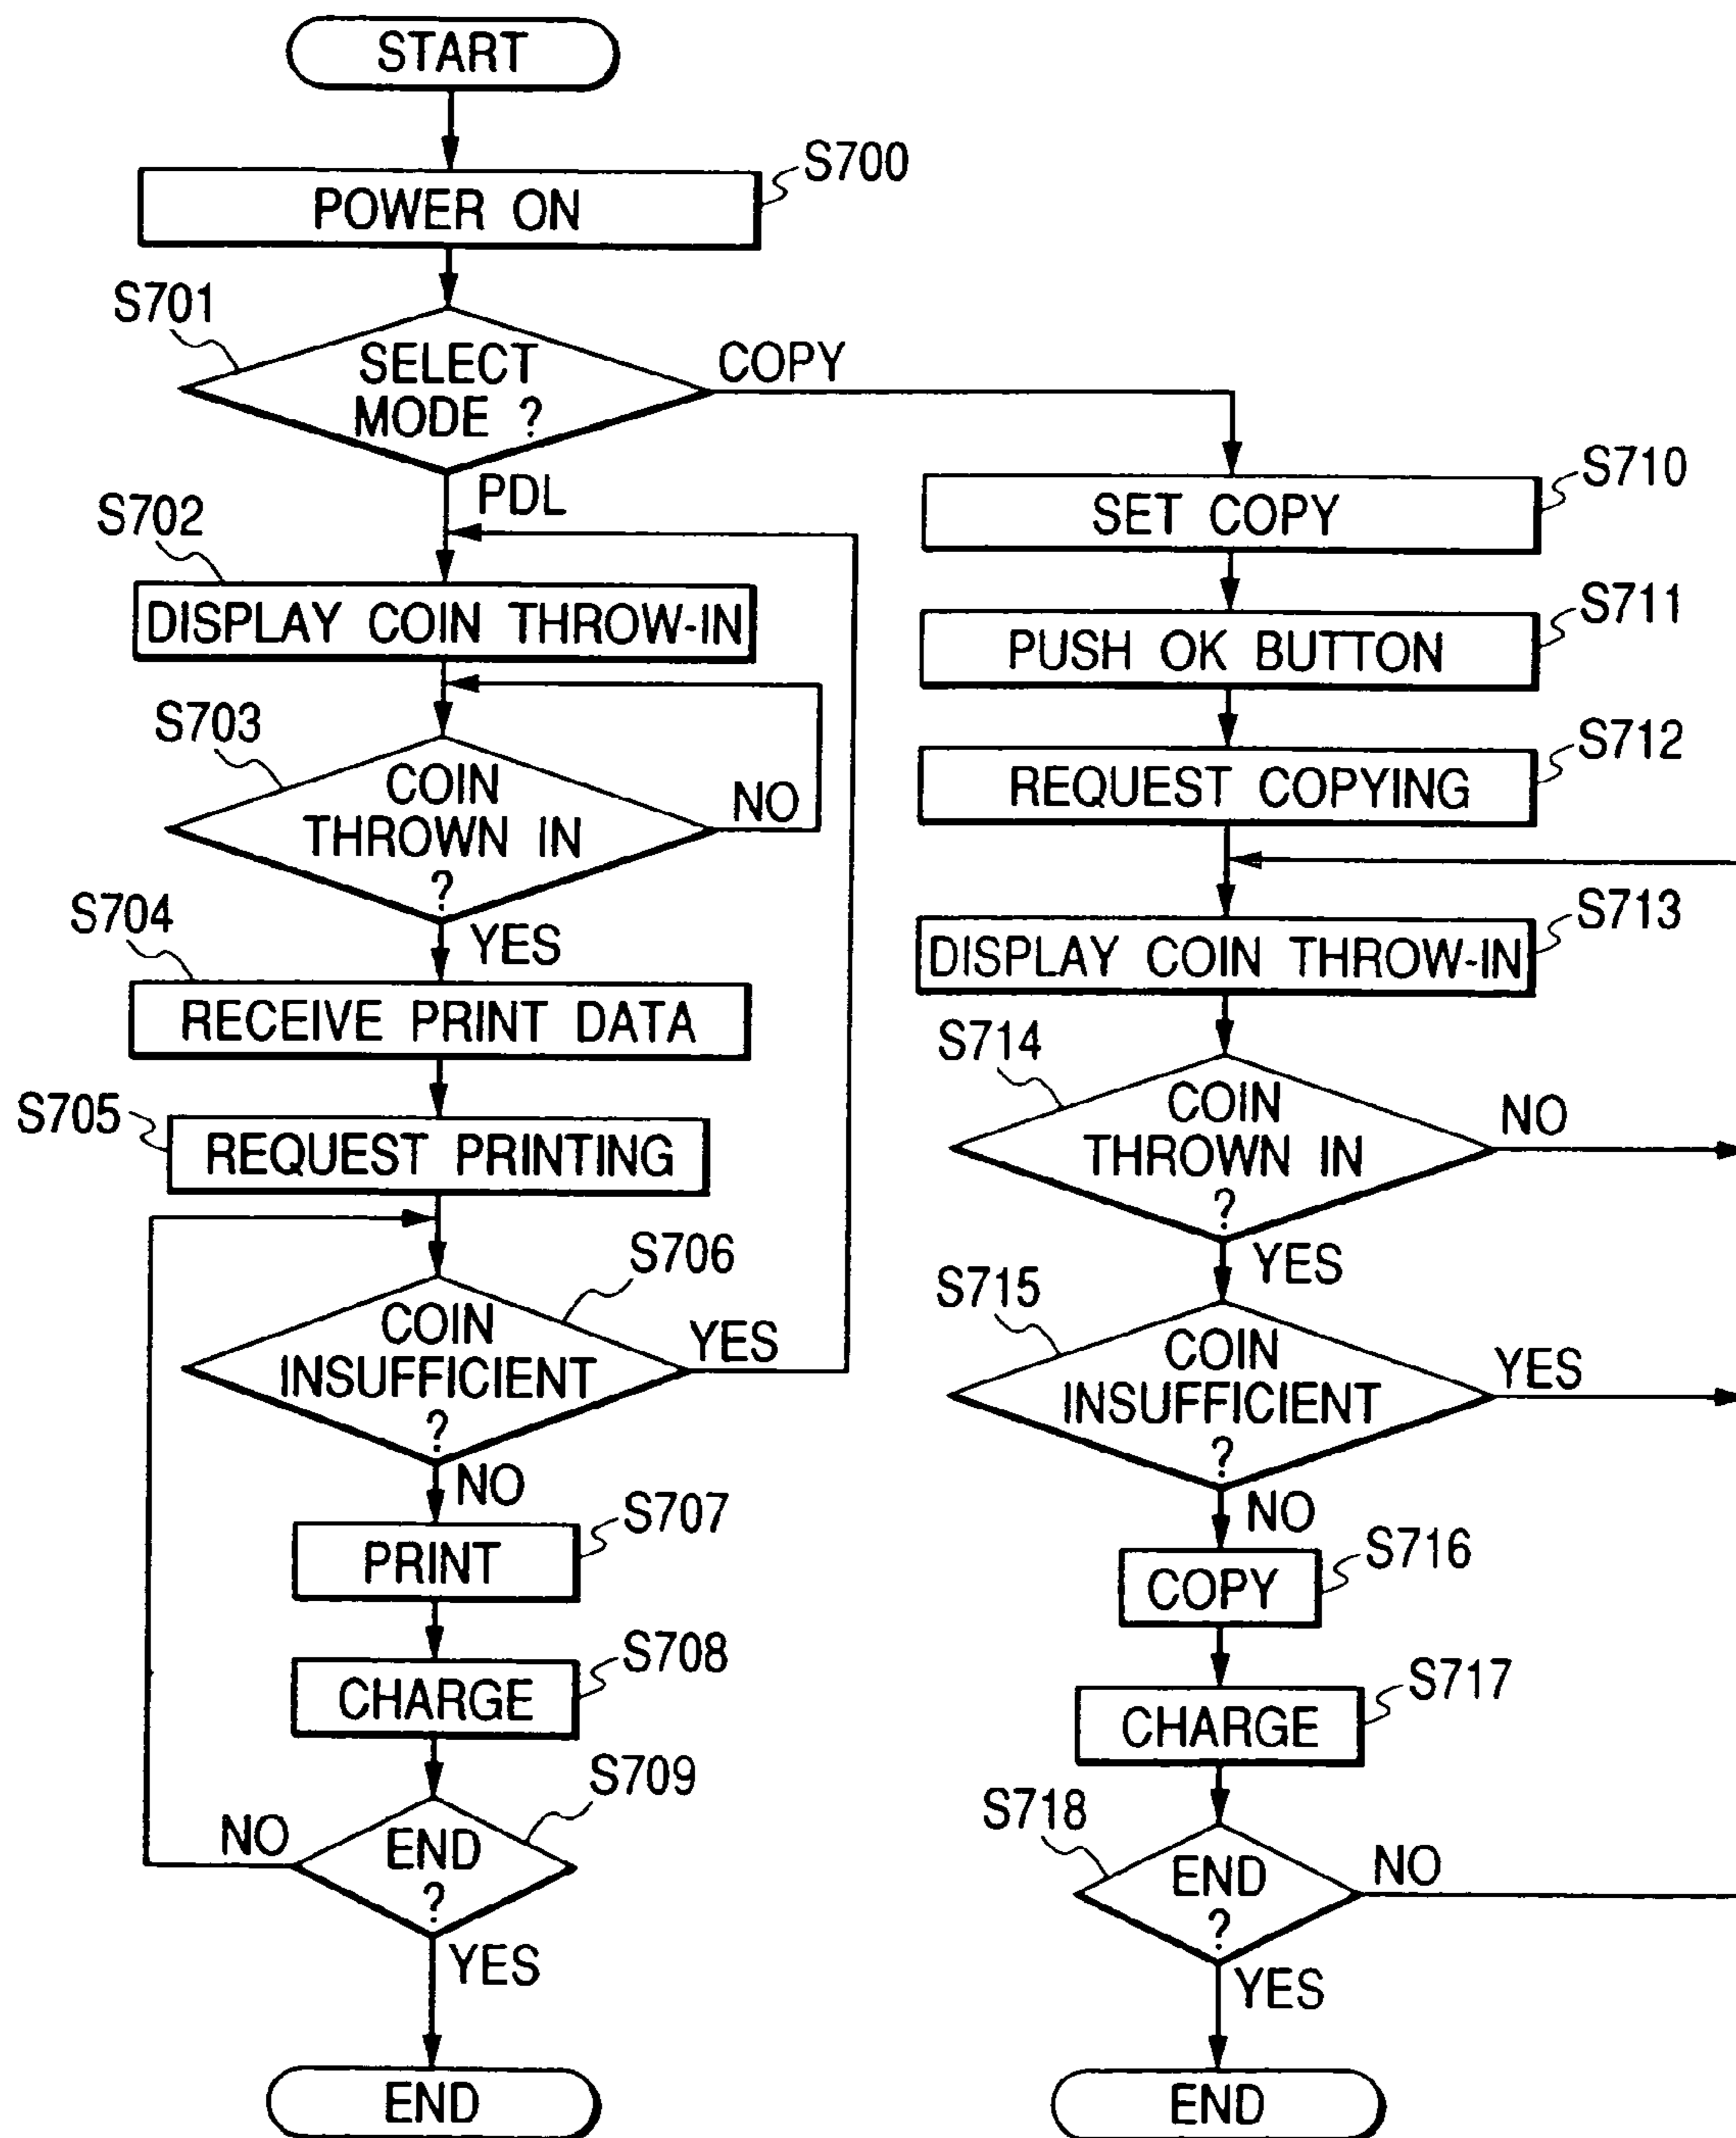 START
S700
POWER ON
S701
SELECT
MODE ?
COPY
PDL
S702
DISPLAY COIN THROW-IN
S703
COIN
THROWN IN
?
NO
YES
S704
RECEIVE PRINT DATA
S705
REQUEST PRINTING
S706
COIN
INSUFFICIENT
?
YES
NO
S707
PRINT
S708
CHARGE
S709
END
?
NO
YES
END
S710
SET COPY
S711
PUSH OK BUTTON
S712
REQUEST COPYING
S713
DISPLAY COIN THROW-IN
S714
COIN
THROWN IN
?
NO
YES
S715
COIN
INSUFFICIENT
?
YES
NO
S716
COPY
S717
CHARGE
S718
END
?
NO
YES
END